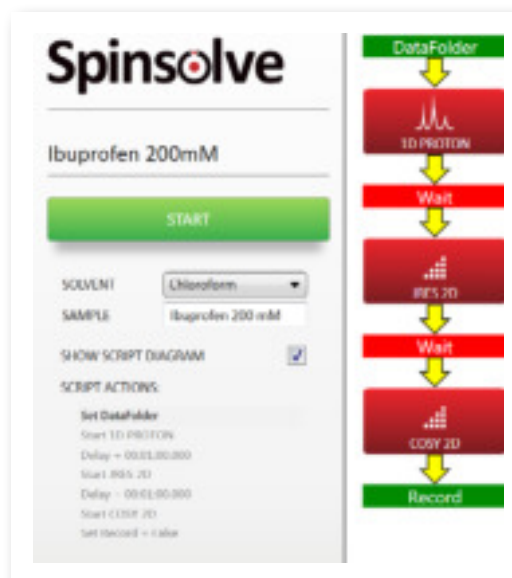 Spinsolve
Ibuprofen 200mM
START
SOLVENT
Chloroform
SAMPLE
Ibuprofen 200 mM
SHOW SCRIPT DIAGRAM
SCRIPT ACTIONS:
Set DataFolder
Start 1D PROTON
Delay = 00:01:00.000
Start JRES 2D
Delay = 00:01:00.000
Start COSY 2D
Set Record = False
DataFolder
1D PROTON
Wait
JRES 2D
Wait
COSY 2D
Record